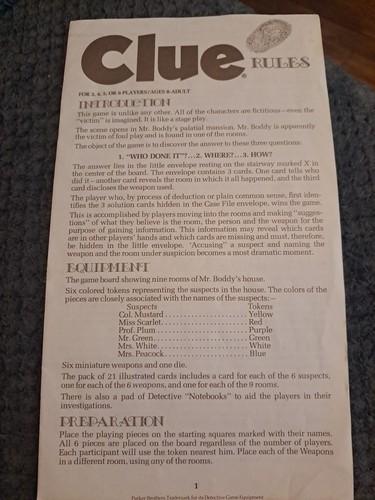 Clue® RULES
FOR 3, 4, 5, OR 6 PLAYERS/AGES 8-ADULT
INTRODUCTION
This game is unlike any other. All of the characters are fictitious—even the
"victim" is imagined. It is like a stage play.
The scene opens in Mr. Boddy's palatial mansion. Mr. Boddy is apparently
the victim of foul play and is found in one of the rooms.
The object of the game is to discover the answer to these three questions:
1. "WHO DONE IT"?...2. WHERE?...3. HOW?
The answer lies in the little envelope resting on the stairway marked X in
the center of the board. The envelope contains 3 cards. One card tells who
did it—another card reveals the room in which it all happened, and the third
card discloses the weapon used.
The player who, by process of deduction or plain common sense, first iden-
tifies the 3 solution cards hidden in the Case File envelope, wins the game.
This is accomplished by players moving into the rooms and making "sugges-
tions" of what they believe is the room, the person and the weapon for the
purpose of gaining information. This information may reveal which cards
are in other players' hands and which cards are missing and must, therefore,
be hidden in the little envelope. 'Accusing" a suspect and naming the
weapon and the room under suspicion becomes a most dramatic moment.
EQUIPMENT
The game board showing nine rooms of Mr. Boddy's house.
Six colored tokens representing the suspects in the house. The colors of the
pieces are closely associated with the names of the suspects:—
Suspects Tokens
Col. Mustard.....................Yellow
Miss Scarlet.....................Red
Prof. Plum.....................Purple
Mr. Green.....................Green
Mrs. White.....................White
Mrs. Peacock.....................Blue
Six miniature weapons and one die.
The pack of 21 illustrated cards includes a card for each of the 6 suspects,
one for each of the 6 weapons, and one for each of the 9 rooms.
There is also a pad of Detective "Notebooks" to aid the players in their
investigations.
PREPARATION
Place the playing pieces on the starting squares marked with their names.
All 6 pieces are placed on the board regardless of the number of players.
Each participant will use the token nearest him. Place each of the Weapons
in a different room, using any of the rooms.
1
Parker Brothers Trademark for its Detective Game Equipment